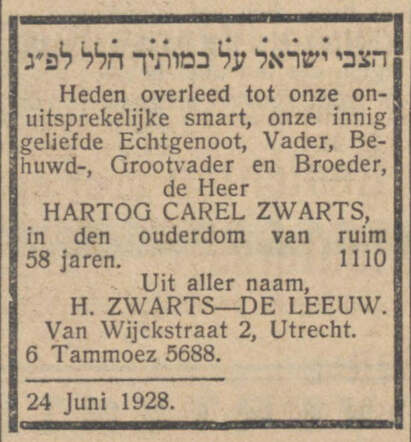 הצבי ישראל על במותיך חלל לפ״ג
Heden overleed tot onze on-
uitsprekelijke smart, onze innig
geliefde Echtgenoot, Vader, Be-
huwd-, Grootvader en Broeder,
de Heer
HARTOG CAREL ZWARTS,
in den ouderdom van ruim
58 jaren. 1110
Uit aller naam,
H. ZWARTS—DE LEEUW.
Van Wijckstraat 2, Utrecht.
6 Tammoez 5688.
24 Juni 1928.